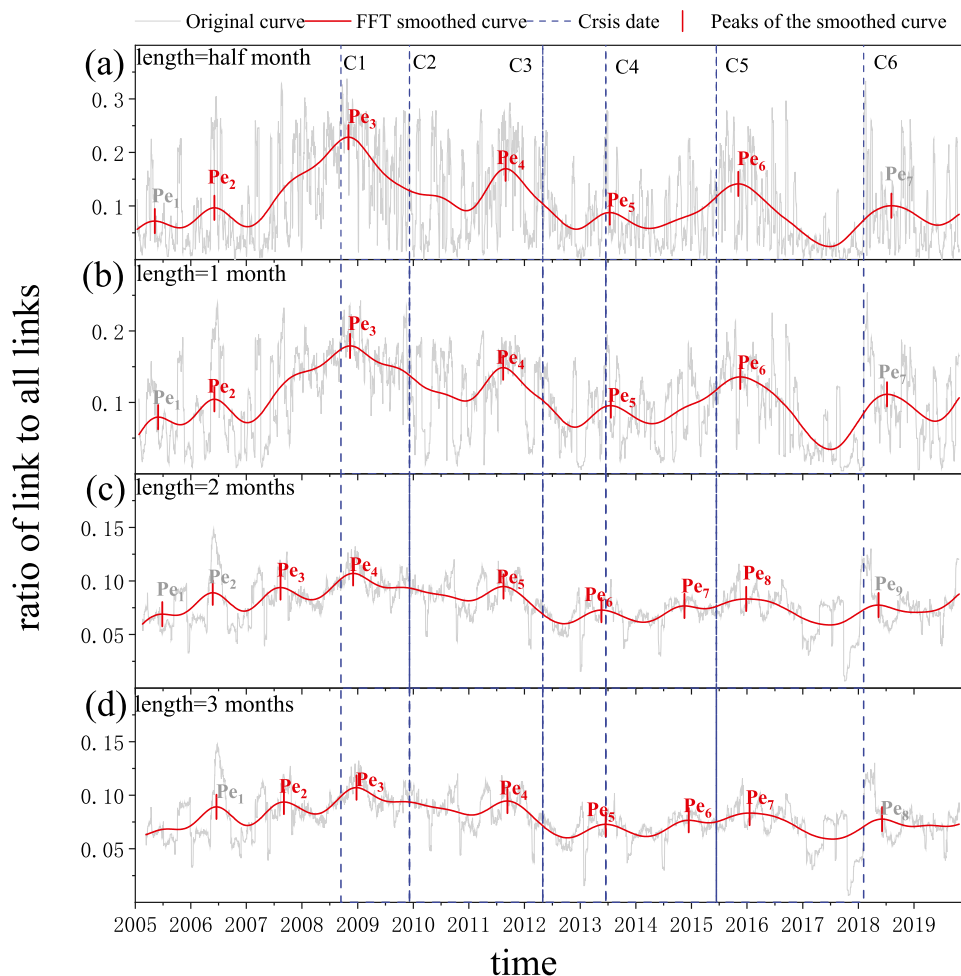 Original curve FFT smoothed curve Crsis date Peaks of the smoothed curve
(a) length=half month
C1 C2 C3 C4 C5 C6
0.3
0.2
0.1
Pe1 Pe2 Pe3 Pe4 Pe5 Pe6 Pe7
(b) length=1 month
0.2
0.1
Pe1 Pe2 Pe3 Pe4 Pe5 Pe6 Pe7
(c) length=2 months
0.15
0.10
0.05
Pe1 Pe2 Pe3 Pe4 Pe5 Pe6 Pe7 Pe8 Pe9
(d) length=3 months
0.15
0.10
0.05
Pe1 Pe2 Pe3 Pe4 Pe5 Pe6 Pe7 Pe8
2005 2006 2007 2008 2009 2010 2011 2012 2013 2014 2015 2016 2017 2018 2019
time
ratio of link to all links